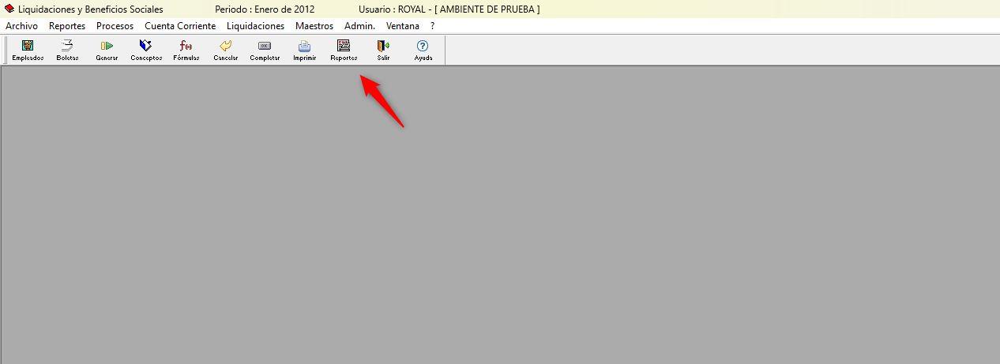 Liquidaciones y Beneficios Sociales Periodo : Enero de 2012 Usuario : ROYAL - [ AMBIENTE DE PRUEBA ]
Archivo Reportes Procesos Cuenta Corriente Liquidaciones Maestros Admin. Ventana ?
OK
Empleados Boletas Generar Conceptos Fórmulas Cancelar Completar Imprimir Reportes Salir Ayuda